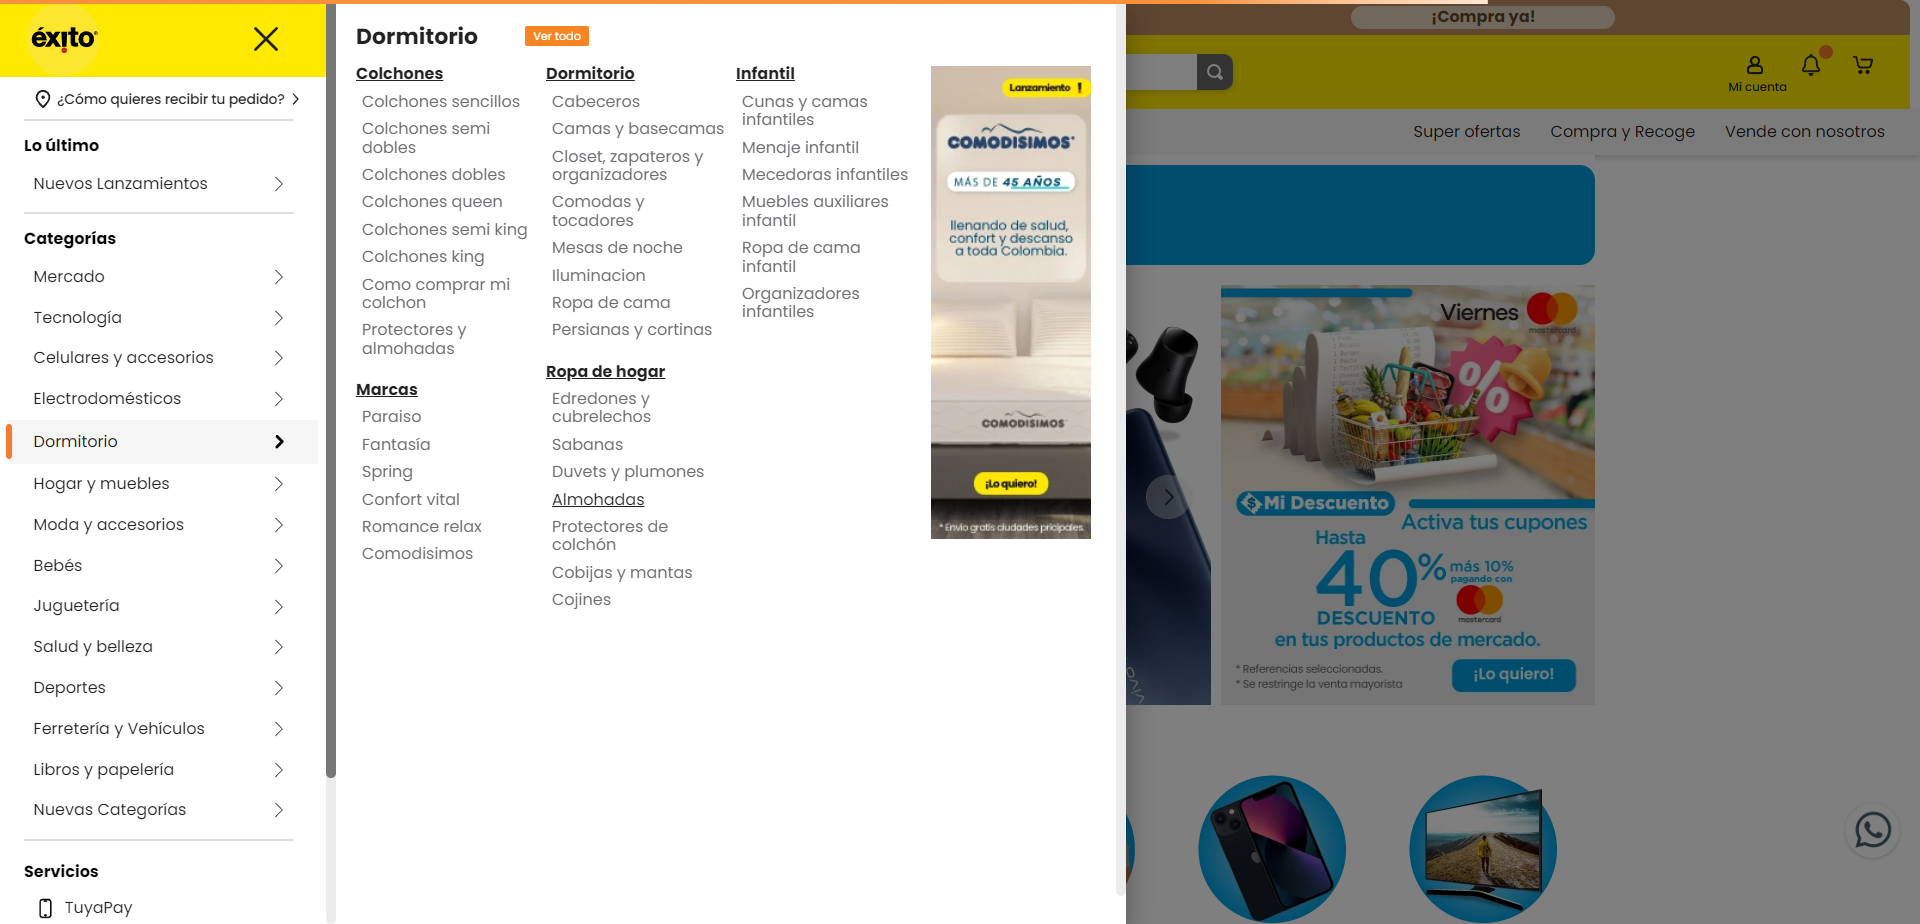 ¡Compra ya!
éxito
Mi cuenta
¿Cómo quieres recibir tu pedido?
Super ofertas
Compra y Recoge
Vende con nosotros
Lo último
Nuevos Lanzamientos
Categorías
Mercado
Tecnología
Celulares y accesorios
Electrodomésticos
Dormitorio
Hogar y muebles
Moda y accesorios
Bebés
Juguetería
Salud y belleza
Deportes
Ferretería y Vehículos
Libros y papelería
Nuevas Categorías
Servicios
TuyaPay
Dormitorio
Ver todo
Colchones
Colchones sencillos
Colchones semi
dobles
Colchones dobles
Colchones queen
Colchones semi king
Colchones king
Como comprar mi
colchon
Protectores y
almohadas
Marcas
Paraiso
Fantasía
Spring
Confort vital
Romance relax
Comodisimos
Dormitorio
Cabeceros
Camas y basecamas
Closet, zapateros y
organizadores
Comodas y
tocadores
Mesas de noche
Iluminacion
Ropa de cama
Persianas y cortinas
Ropa de hogar
Edredones y
cubrelechos
Sabanas
Duvets y plumones
Almohadas
Protectores de
colchón
Cobijas y mantas
Cojines
Infantil
Cunas y camas
infantiles
Menaje infantil
Mecedoras infantiles
Muebles auxiliares
infantil
Ropa de cama
infantil
Organizadores
infantiles
Lanzamiento !
COMODISIMOS
MÁS DE 45 AÑOS
llenando de salud,
confort y descanso
a toda Colombia.
COMODISIMOS
¡Lo quiero!
* Envio gratis ciudades pricipales.
Viernes
mastercard
%
$ Mi Descuento
Activa tus cupones
Hasta
40%
más 10%
pagando con
mastercard
DESCUENTO
en tus productos de mercado.
* Referencias seleccionadas.
* Se restringe la venta mayorista
¡Lo quiero!